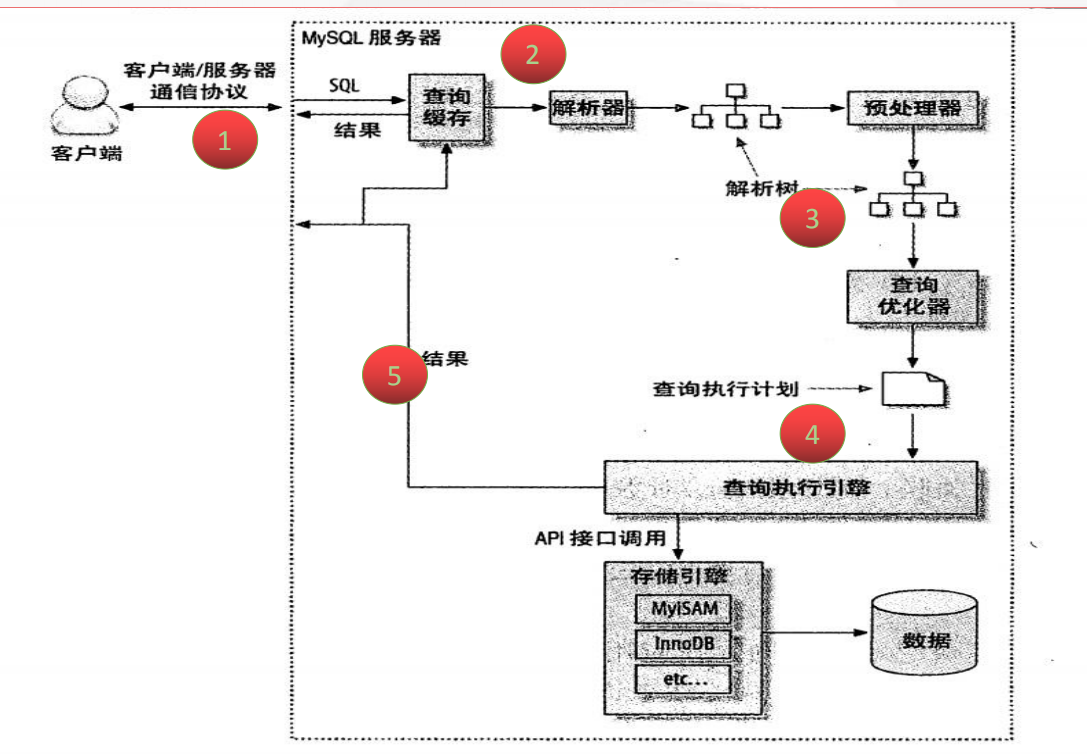 MySQL 服务器
2
客户端/服务器
通信协议
SQL
查询
缓存
解析器
预处理器
结果
1
客户端
解析树
3
查询
优化器
结果
5
查询执行计划
4
查询执行引擎
API 接口调用
存储引擎
MyISAM
InnoDB
etc...
数据